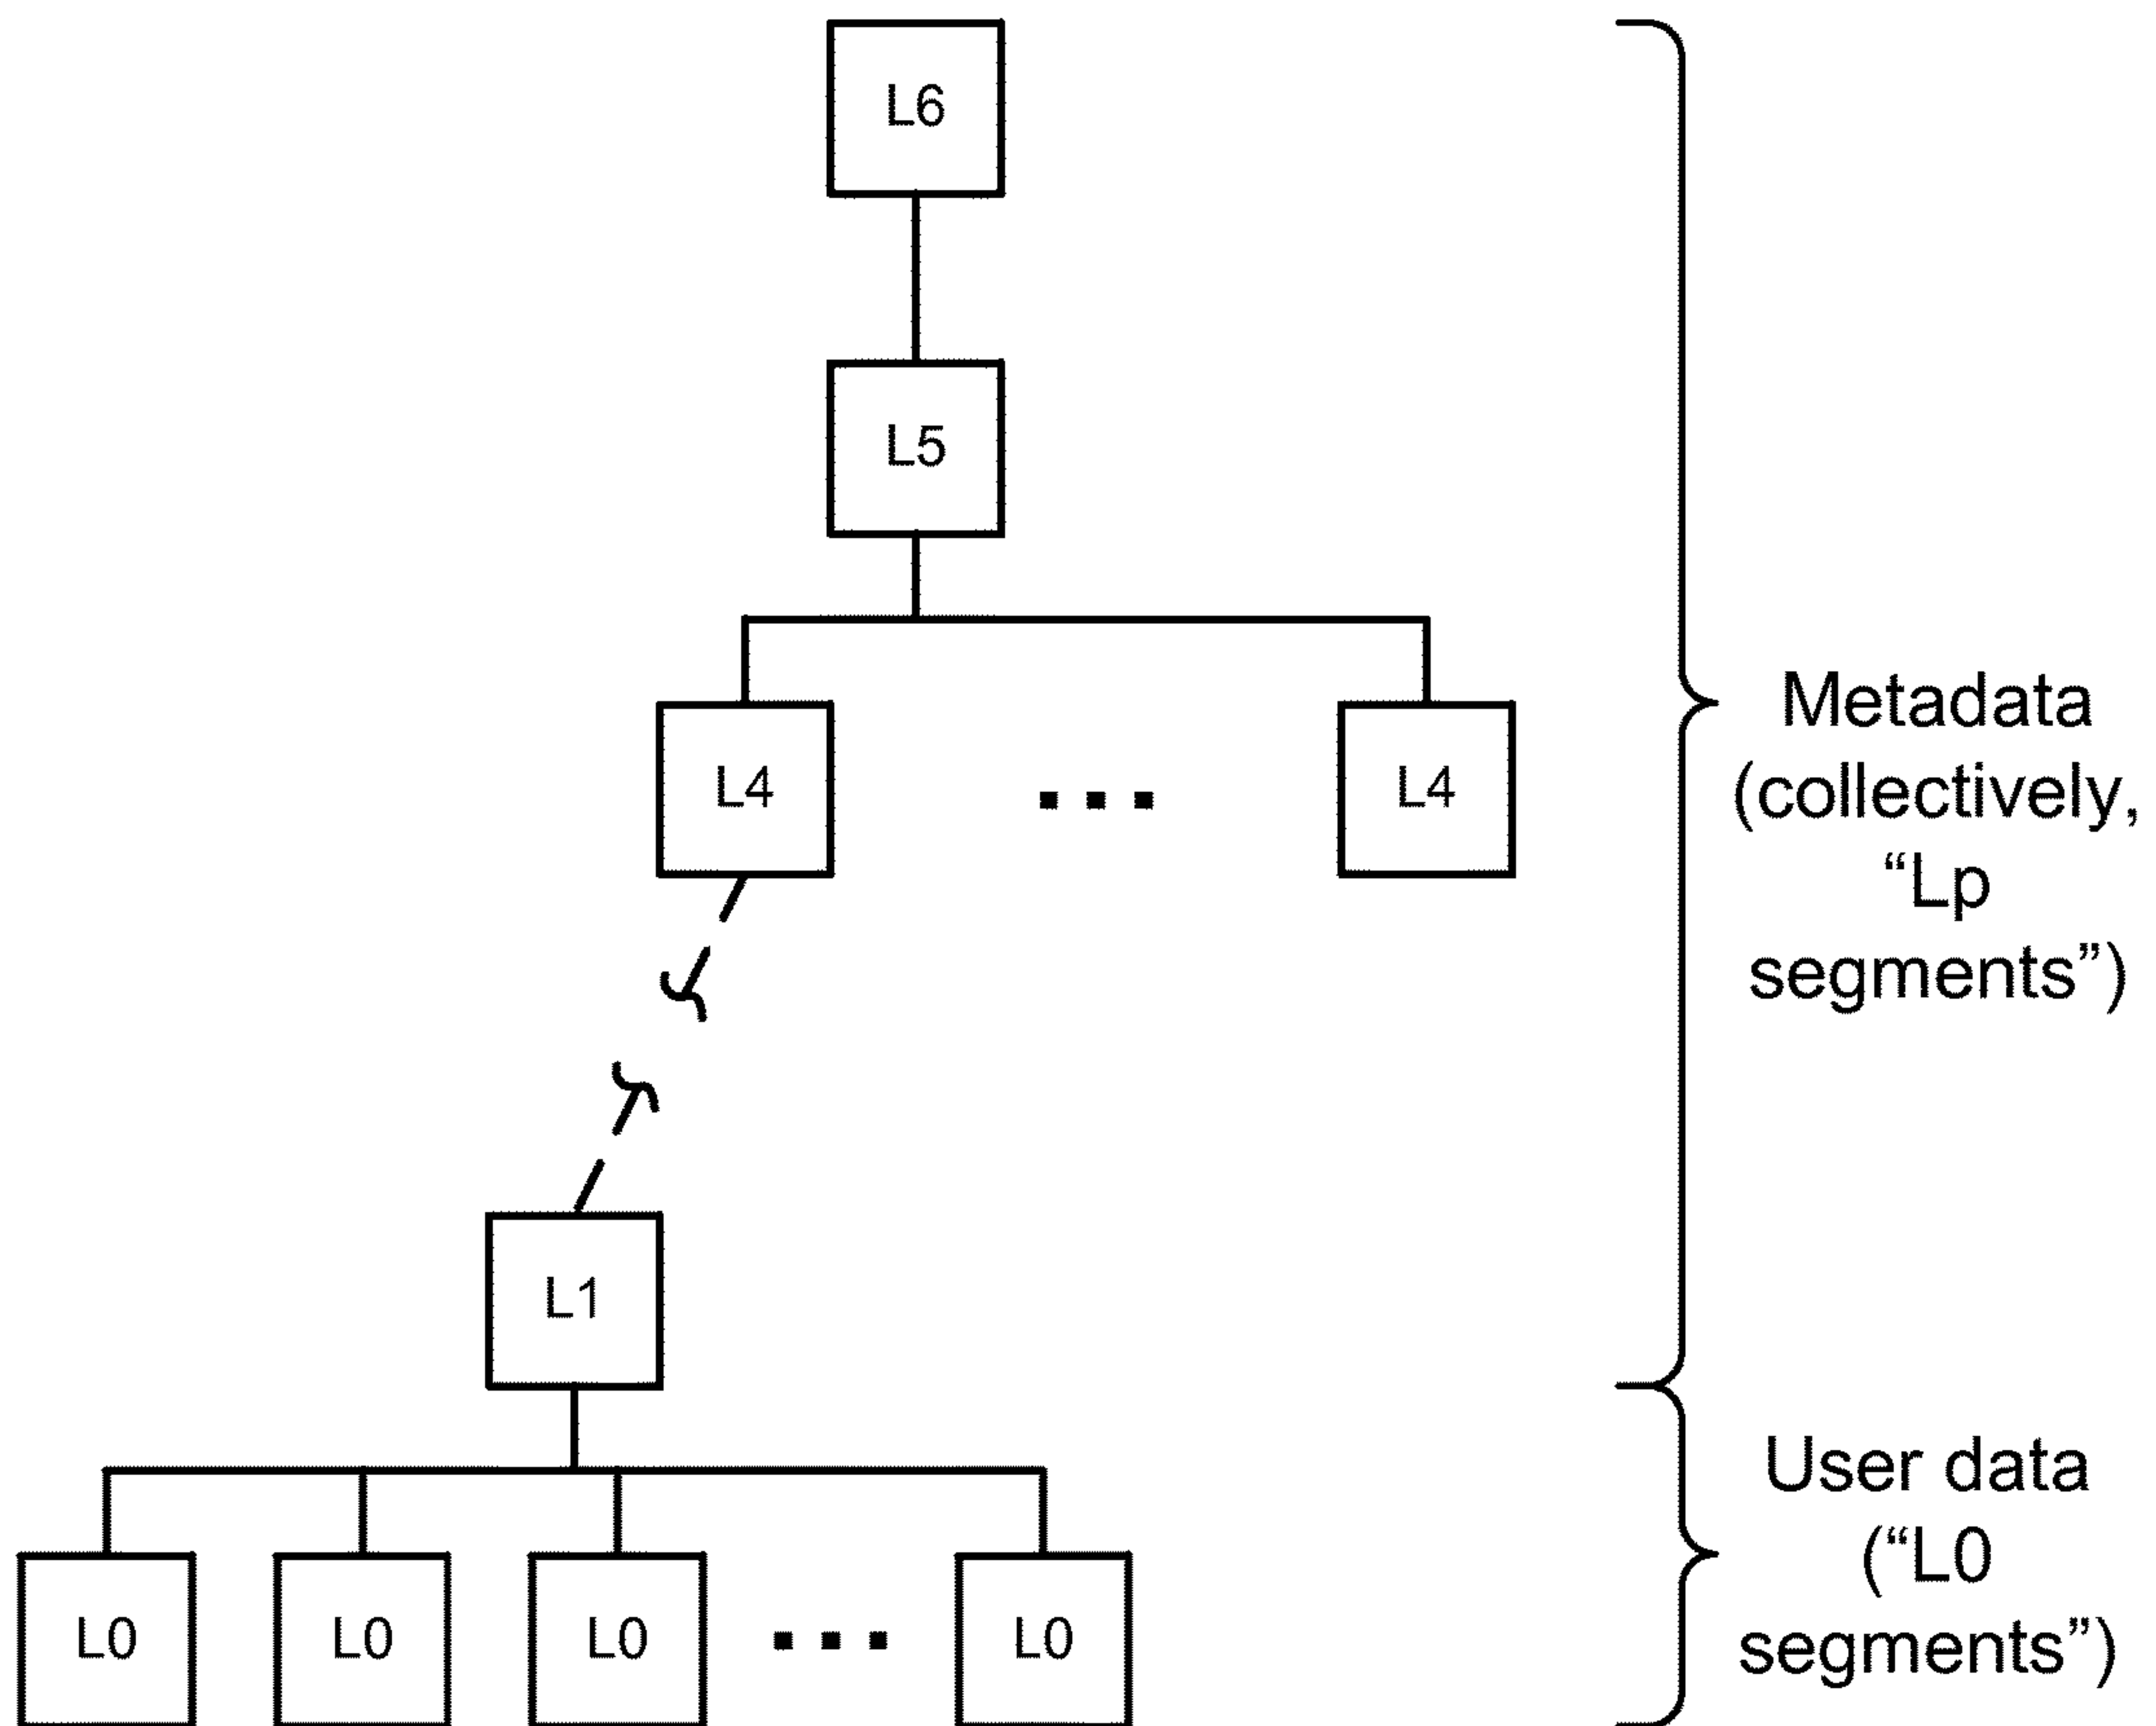 L6
L5
L4 ... L4
L1
L0 L0 L0 ... L0
Metadata
(collectively,
“Lp
segments”)
User data
(“L0
segments”)